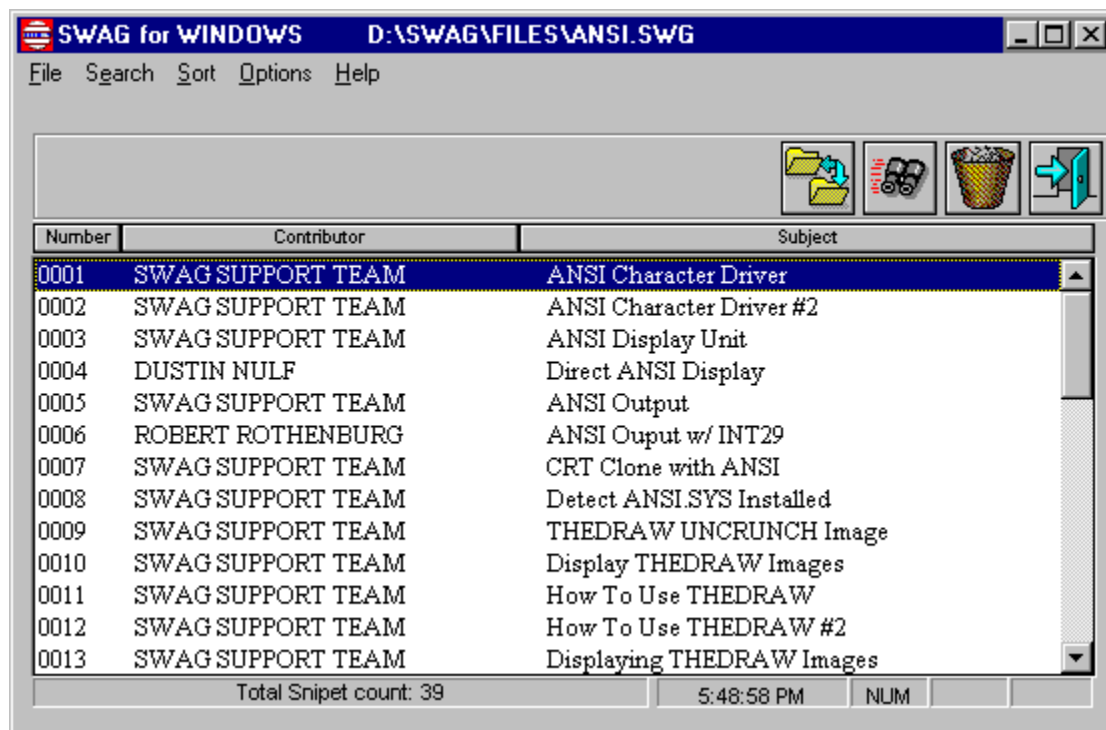 SWAG for WINDOWS D:\SWAG\FILES\ANSI.SWG
File Search Sort Options Help
Number Contributor Subject
0001 SWAG SUPPORT TEAM ANSI Character Driver
0002 SWAG SUPPORT TEAM ANSI Character Driver #2
0003 SWAG SUPPORT TEAM ANSI Display Unit
0004 DUSTIN NULF Direct ANSI Display
0005 SWAG SUPPORT TEAM ANSI Output
0006 ROBERT ROTHENBURG ANSI Ouput w/ INT29
0007 SWAG SUPPORT TEAM CRT Clone with ANSI
0008 SWAG SUPPORT TEAM Detect ANSI.SYS Installed
0009 SWAG SUPPORT TEAM THEDRAW UNCRUNCH Image
0010 SWAG SUPPORT TEAM Display THEDRAW Images
0011 SWAG SUPPORT TEAM How To Use THEDRAW
0012 SWAG SUPPORT TEAM How To Use THEDRAW #2
0013 SWAG SUPPORT TEAM Displaying THEDRAW Images
Total Snipet count: 39 5:48:58 PM NUM